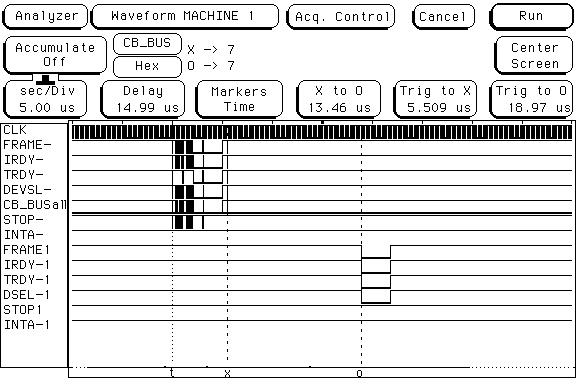 Analyzer Waveform MACHINE 1 Acq. Control Cancel Run
Accumulate Off CB_BUS X -> 7 Center Screen
Hex O -> 7
sec/Div Delay Markers X to O Trig to X Trig to O
5.00 us 14.99 us Time 13.46 us 5.509 us 18.97 us
CLK
FRAME-
IRDY-
TRDY-
DEVSL-
CB_BUSall
STOP-
INTA-
FRAME1
IRDY-1
TRDY-1
DSEL-1
STOP1
INTA-1
t x o